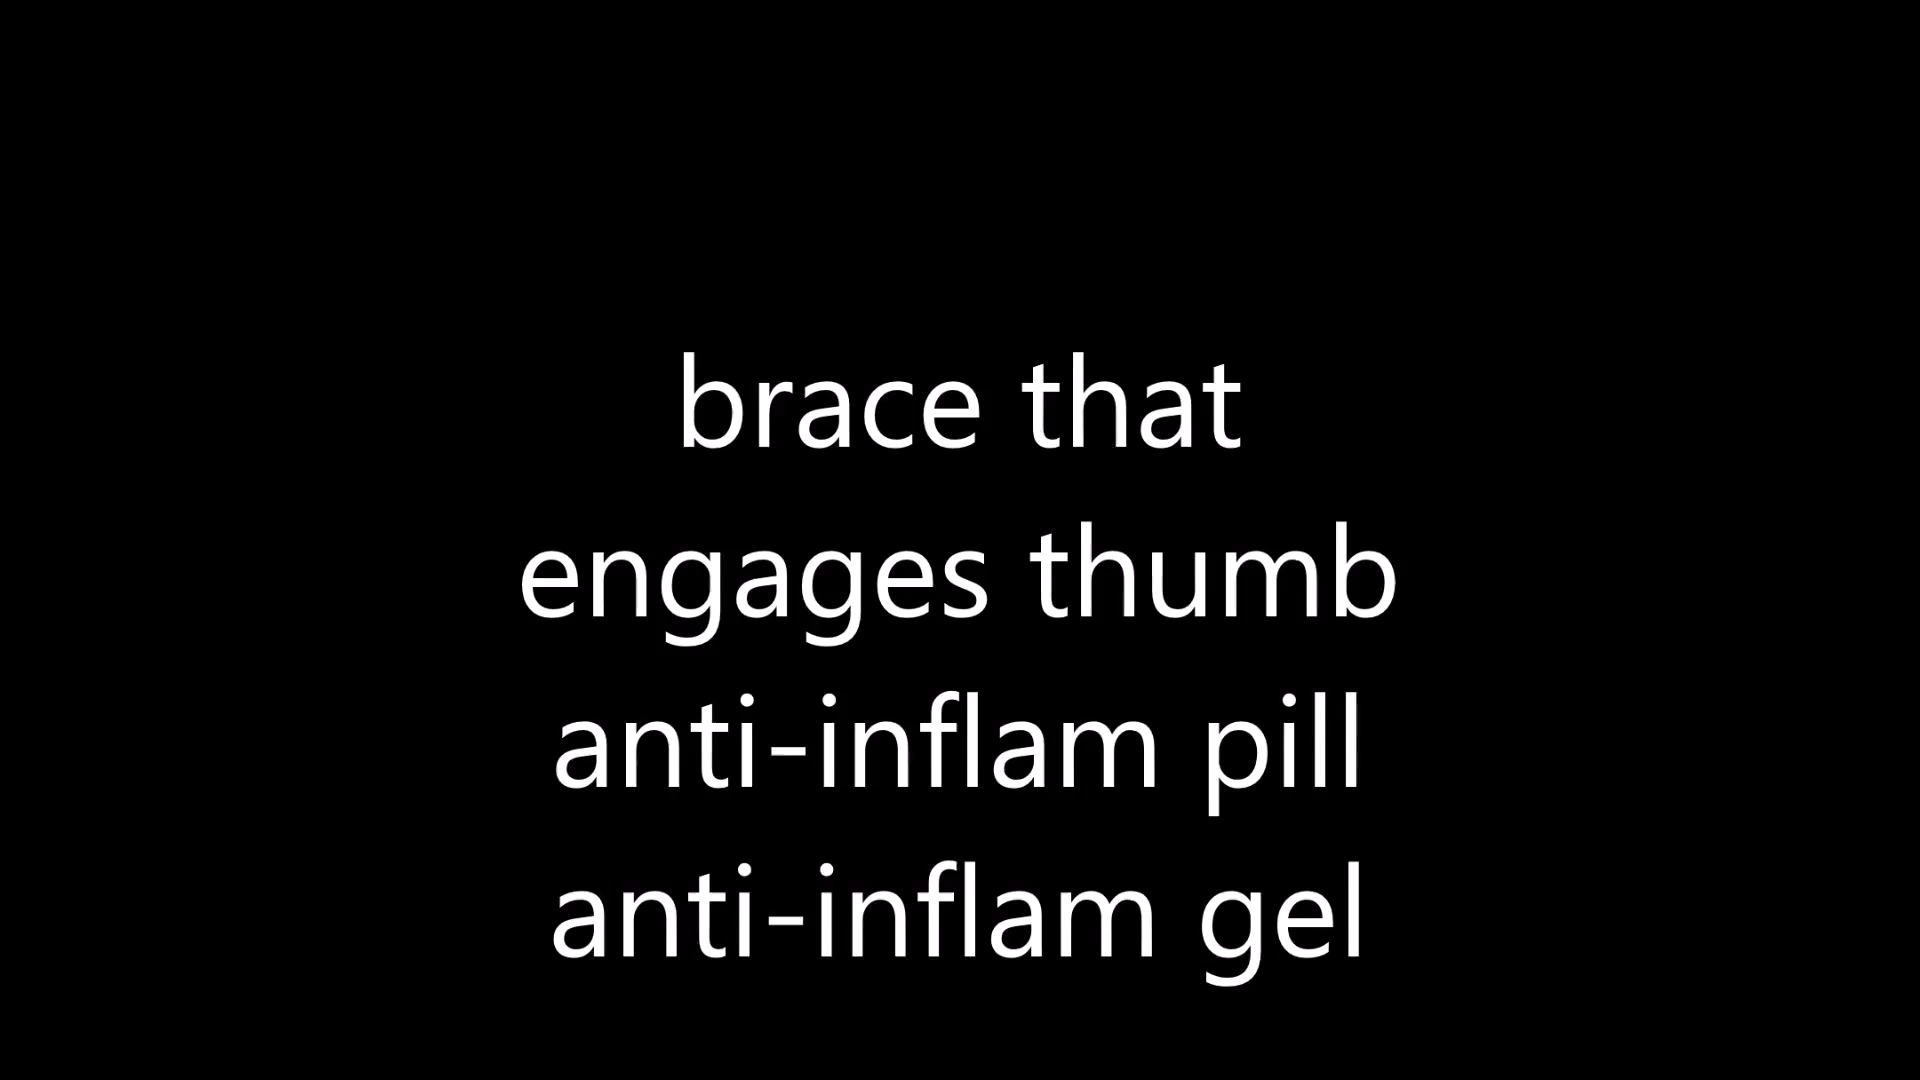 brace that
engages thumb
anti-inflam pill
anti-inflam gel